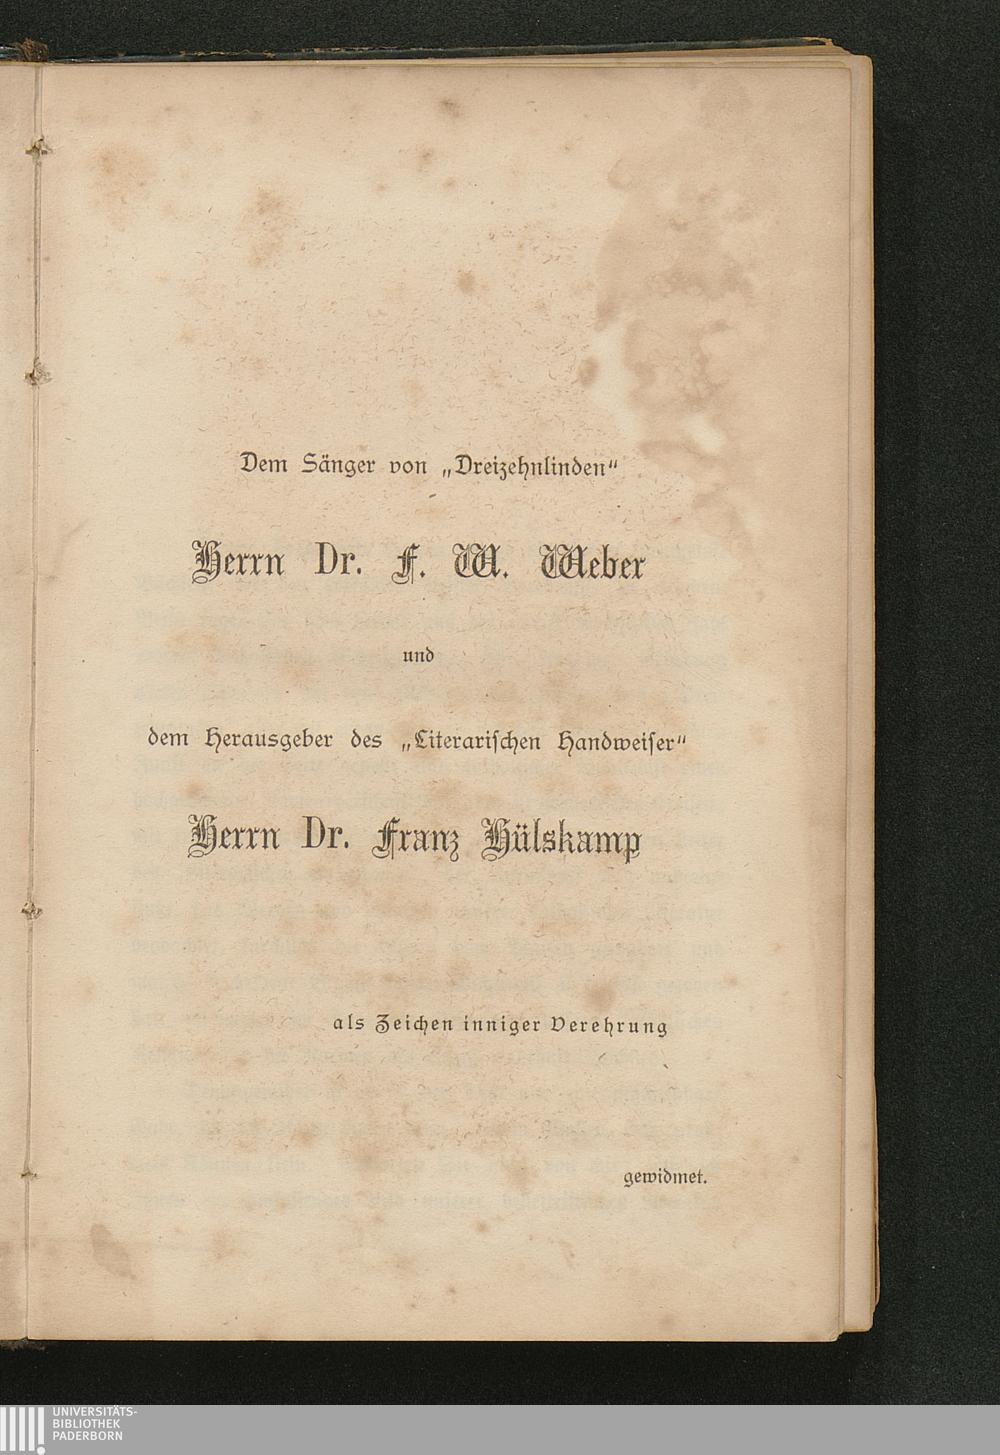 Dem Sänger von „Dreizehnlinden“
Herrn Dr. F. W. Weber
und
dem Herausgeber des „Literarischen Handweiser“
Herrn Dr. Franz Hülskamp
als Zeichen inniger Verehrung
gewidmet.
UNIVERSITÄTS-
BIBLIOTHEK
PADERBORN